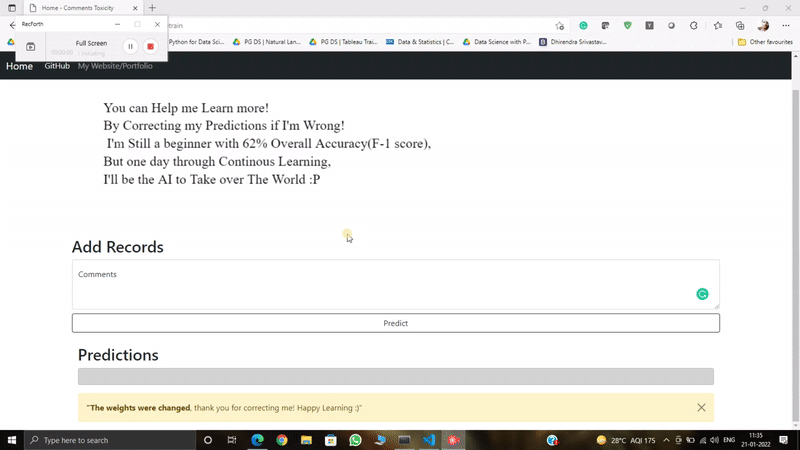 Home - Comments Toxicity
RecForth
Full Screen
00:00:00
train
Python for Data Sci...
PG DS | Natural Lan...
PG DS | Tableau Trai...
Data & Statistics | C...
Data Science with P...
Dhirendra Srivastav...
Other favourites
Home GitHub My Website/Portfolio
You can Help me Learn more!
By Correcting my Predictions if I'm Wrong!
I'm Still a beginner with 62% Overall Accuracy(F-1 score),
But one day through Continous Learning,
I'll be the AI to Take over The World :P
Add Records
Comments
Predict
Predictions
"The weights were changed, thank you for correcting me! Happy Learning :)"
Type here to search
28°C AQI 175
ENG
11:35
21-01-2022